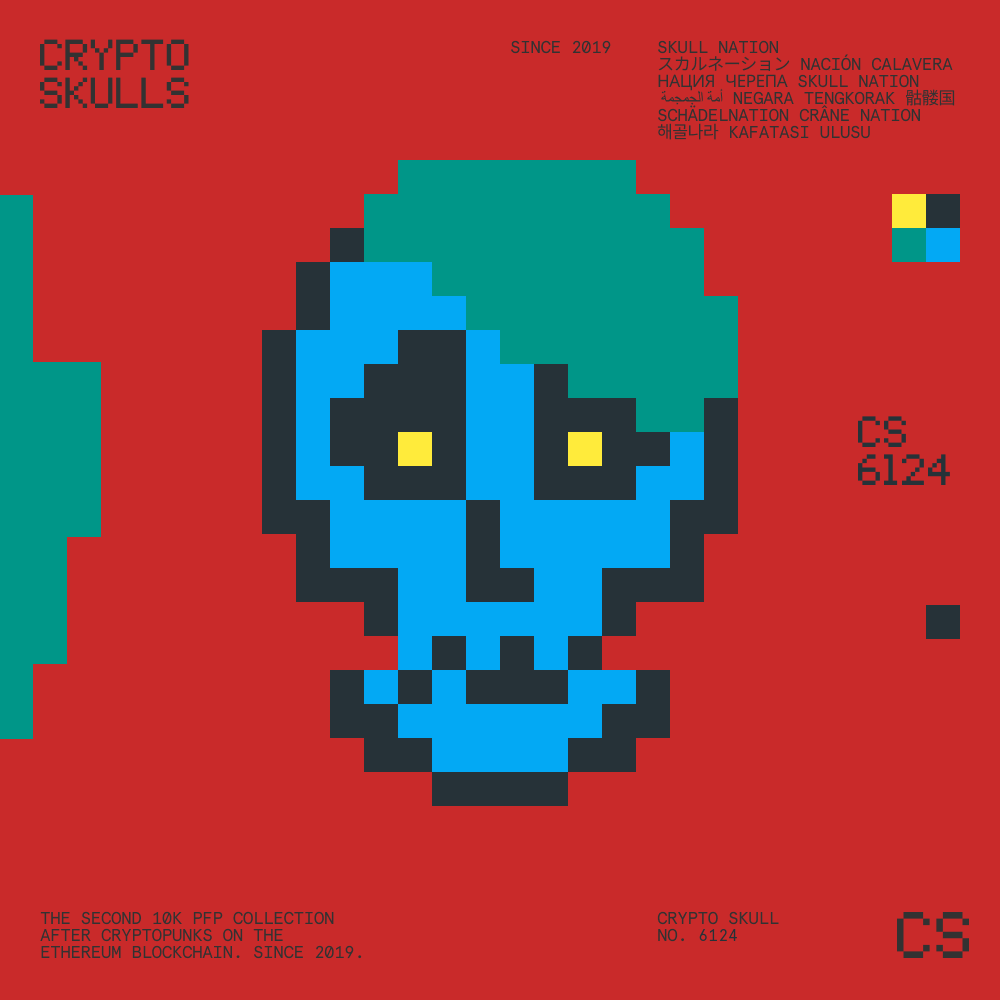 CRYPTO
SKULLS
SINCE 2019
SKULL NATION
スカルネーション NACIÓN CALAVERA
НАЦИЯ ЧЕРЕПА SKULL NATION
أمة الجمجمة NEGARA TENGKORAK 骷髅国
SCHÄDELNATION CRÂNE NATION
해골나라 KAFATASI ULUSU
CS
6124
THE SECOND 10K PFP COLLECTION
AFTER CRYPTOPUNKS ON THE
ETHEREUM BLOCKCHAIN. SINCE 2019.
CRYPTO SKULL
NO. 6124
CS